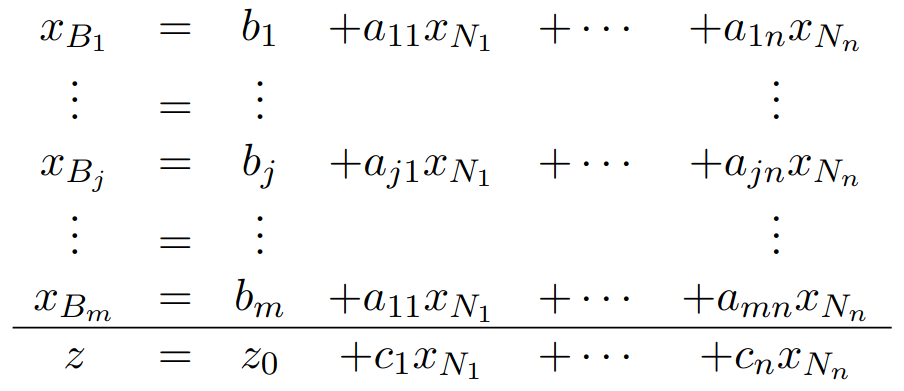 x_{B_1} = b_1 +a_{11}x_{N_1} + ⋯ +a_{1n}x_{N_n}
⋮ = ⋮ ⋮
x_{B_j} = b_j +a_{j1}x_{N_1} + ⋯ +a_{jn}x_{N_n}
⋮ = ⋮ ⋮
x_{B_m} = b_m +a_{11}x_{N_1} + ⋯ +a_{mn}x_{N_n}
z = z_0 +c_1x_{N_1} + ⋯ +c_nx_{N_n}